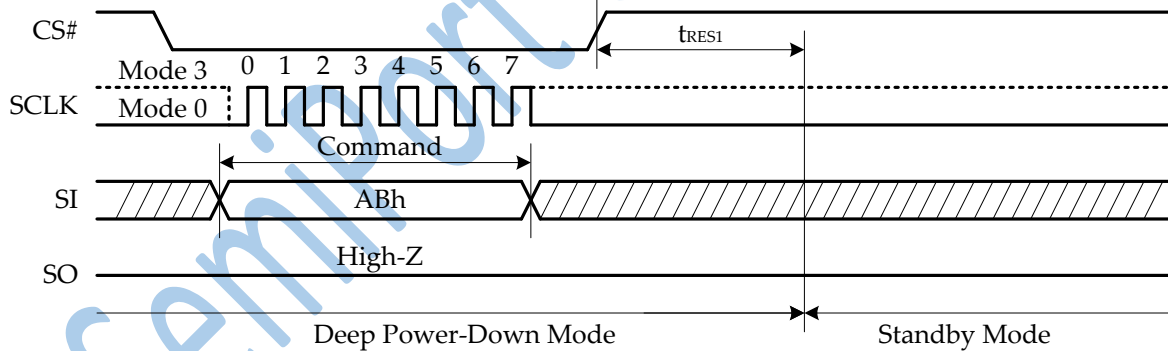 CS#
tRES1
Mode 3 0 1 2 3 4 5 6 7
SCLK Mode 0
Command
SI ABh
High-Z
SO
Deep Power-Down Mode Standby Mode
SemiPort